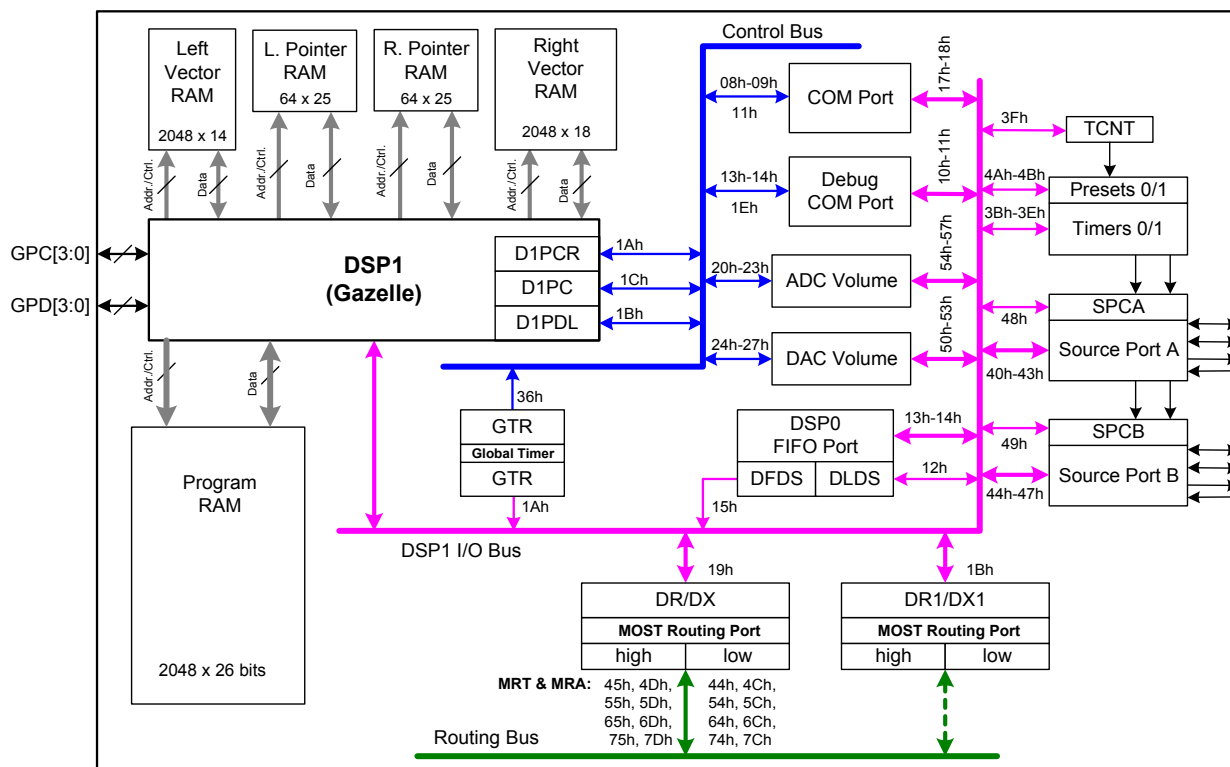 Control Bus
Left
Vector
RAM
2048 x 14
L. Pointer
RAM
64 x 25
R. Pointer
RAM
64 x 25
Right
Vector
RAM
2048 x 18
Addr./Ctrl.
Data
Addr./Ctrl.
Data
Addr./Ctrl.
Data
Addr./Ctrl.
Data
GPC[3:0]
GPD[3:0]
DSP1
(Gazelle)
D1PCR
D1PC
D1PDL
1Ah
1Ch
1Bh
08h-09h
11h
COM Port
17h-18h
13h-14h
1Eh
Debug
COM Port
10h-11h
20h-23h
ADC Volume
54h-57h
24h-27h
DAC Volume
50h-53h
3Fh
TCNT
4Ah-4Bh
Presets 0/1
3Bh-3Eh
Timers 0/1
48h
SPCA
Source Port A
40h-43h
49h
SPCB
Source Port B
44h-47h
Addr./Ctrl.
Data
Program
RAM
2048 x 26 bits
36h
GTR
Global Timer
GTR
1Ah
DSP0
FIFO Port
DFDS
DLDS
13h-14h
12h
15h
DSP1 I/O Bus
19h
DR/DX
MOST Routing Port
high
low
1Bh
DR1/DX1
MOST Routing Port
high
low
MRT & MRA:
45h, 4Dh,
55h, 5Dh,
65h, 6Dh,
75h, 7Dh
44h, 4Ch,
54h, 5Ch,
64h, 6Ch,
74h, 7Ch
Routing Bus